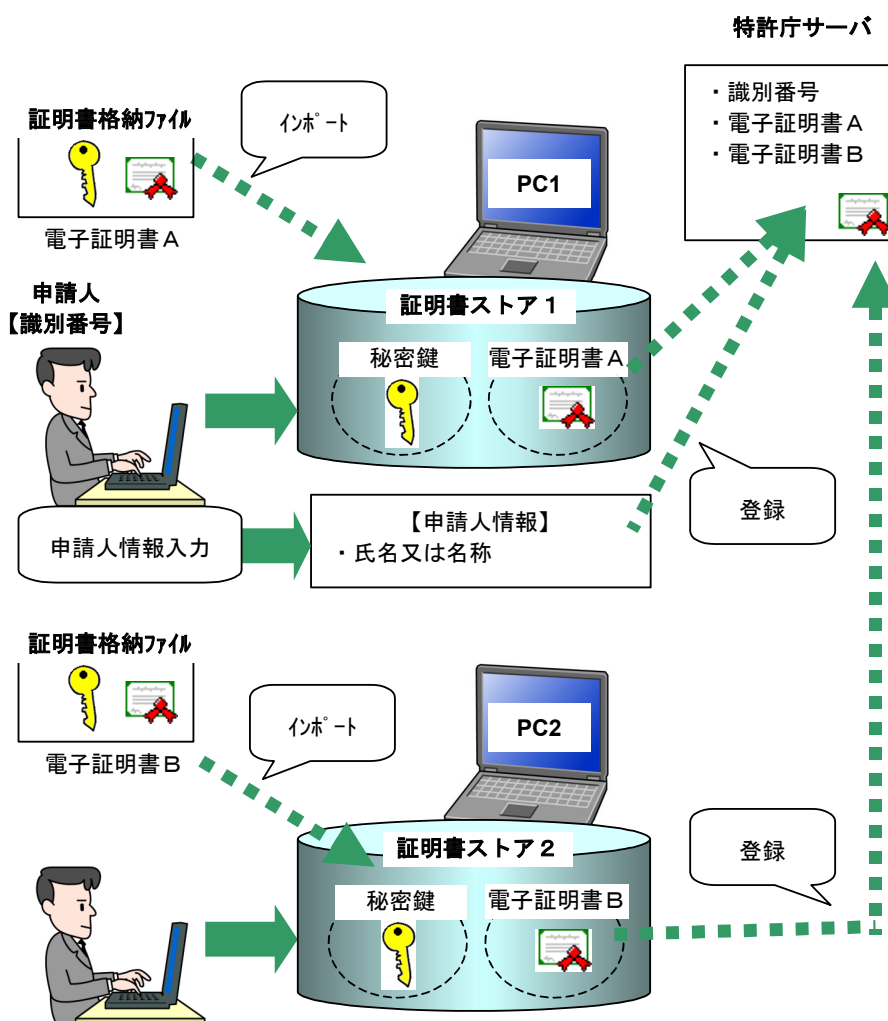 特許庁サーバ
・識別番号
・電子証明書A
・電子証明書B
証明書格納ﾌｧｲﾙ
ｲﾝﾎﾟｰﾄ
電子証明書A
PC1
申請人
【識別番号】
証明書ストア1
秘密鍵
電子証明書A
登録
申請人情報入力
【申請人情報】
・氏名又は名称
証明書格納ﾌｧｲﾙ
ｲﾝﾎﾟｰﾄ
電子証明書B
PC2
証明書ストア2
秘密鍵
電子証明書B
登録